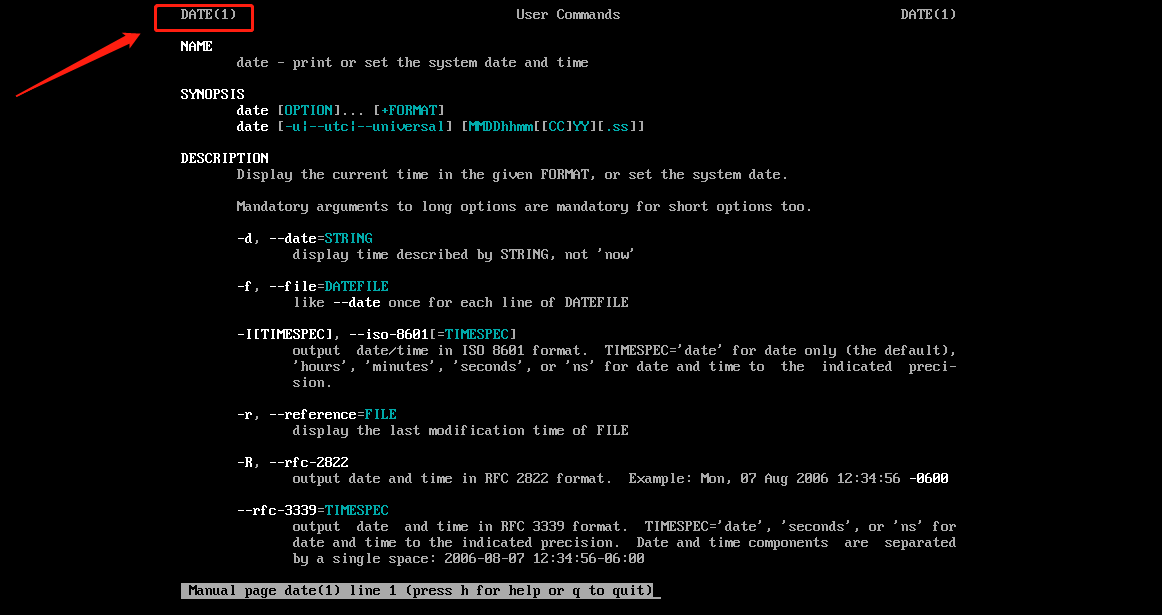 DATE(1) User Commands DATE(1)
NAME
date - print or set the system date and time
SYNOPSIS
date [OPTION]... [+FORMAT]
date [-u|--utc|--universal] [MMDDhhmm[[CC]YY][.ss]]
DESCRIPTION
Display the current time in the given FORMAT, or set the system date.
Mandatory arguments to long options are mandatory for short options too.
-d, --date=STRING
display time described by STRING, not 'now'
-f, --file=DATEFILE
like --date once for each line of DATEFILE
-I[TIMESPEC], --iso-8601[=TIMESPEC]
output date/time in ISO 8601 format. TIMESPEC='date' for date only (the default),
'hours', 'minutes', 'seconds', or 'ns' for date and time to the indicated preci-
sion.
-r, --reference=FILE
display the last modification time of FILE
-R, --rfc-2822
output date and time in RFC 2822 format. Example: Mon, 07 Aug 2006 12:34:56 -0600
--rfc-3339=TIMESPEC
output date and time in RFC 3339 format. TIMESPEC='date', 'seconds', or 'ns' for
date and time to the indicated precision. Date and time components are separated
by a single space: 2006-08-07 12:34:56-06:00
Manual page date(1) line 1 (press h for help or q to quit)